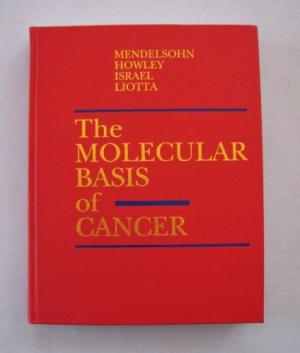 MENDELSOHN
HOWLEY
ISRAEL
LIOTTA
The
MOLECULAR
BASIS
of
CANCER